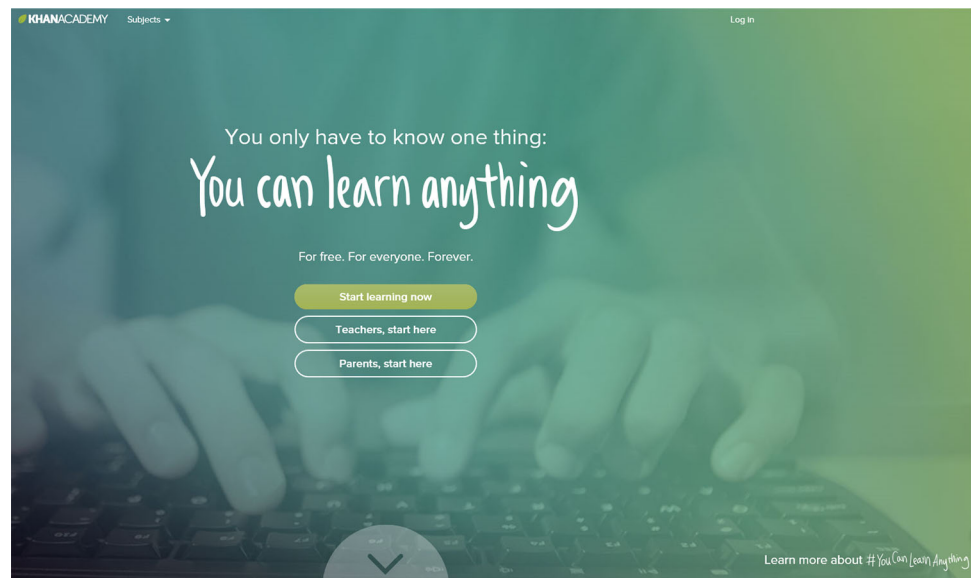 KHANACADEMY Subjects Log in
You only have to know one thing:
You can learn anything
For free. For everyone. Forever.
Start learning now
Teachers, start here
Parents, start here
Learn more about #YouCanLearnAnything